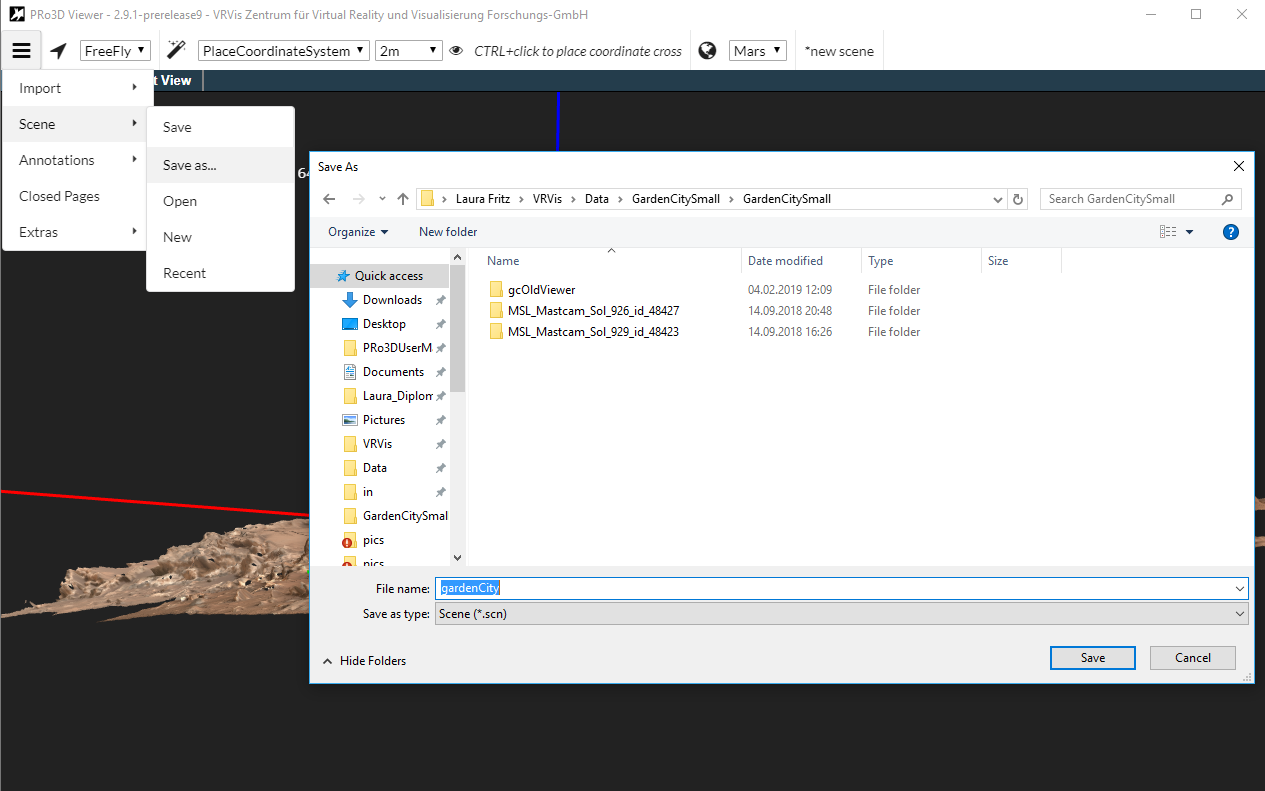 PRo3D Viewer - 2.9.1-prerelease9 - VRVis Zentrum für Virtual Reality und Visualisierung Forschungs-GmbH
FreeFly PlaceCoordinateSystem 2m CTRL+click to place coordinate cross Mars *new scene
t View
Import
Scene
Annotations
Closed Pages
Extras
Save
Save as...
Open
New
Recent
64
Save As
Laura Fritz > VRVis > Data > GardenCitySmall > GardenCitySmall
Search GardenCitySmall
Organize New folder
Quick access
Downloads
Desktop
PRo3DUserM
Documents
Laura_Diplom
Pictures
VRVis
Data
in
GardenCitySmal
pics
pics
Name Date modified Type Size
gcOldViewer 04.02.2019 12:09 File folder
MSL_Mastcam_Sol_926_id_48427 14.09.2018 20:48 File folder
MSL_Mastcam_Sol_929_id_48423 14.09.2018 16:26 File folder
File name: gardenCity
Save as type: Scene (*.scn)
Hide Folders
Save Cancel